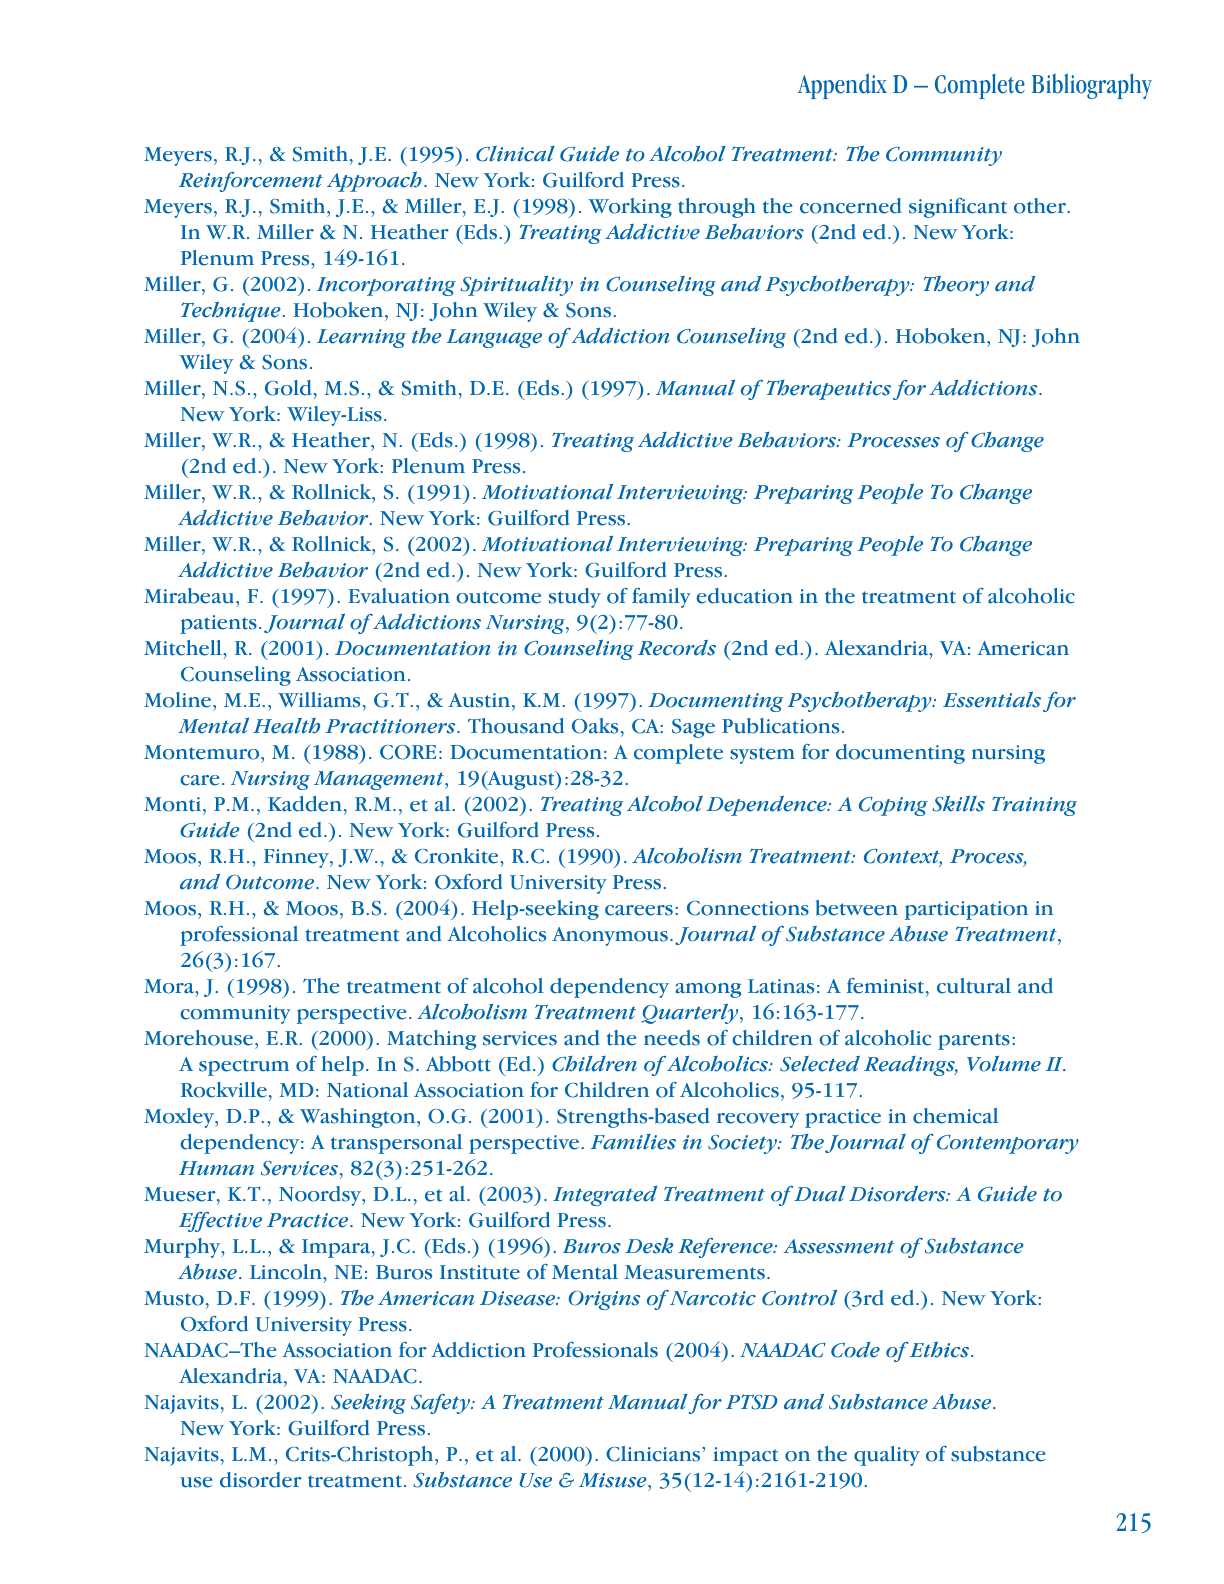 Appendix D – Complete Bibliography
Meyers, R.J., & Smith, J.E. (1995). Clinical Guide to Alcohol Treatment: The Community
Reinforcement Approach. New York: Guilford Press.
Meyers, R.J., Smith, J.E., & Miller, E.J. (1998). Working through the concerned significant other.
In W.R. Miller & N. Heather (Eds.) Treating Addictive Behaviors (2nd ed.). New York:
Plenum Press, 149-161.
Miller, G. (2002). Incorporating Spirituality in Counseling and Psychotherapy: Theory and
Technique. Hoboken, NJ: John Wiley & Sons.
Miller, G. (2004). Learning the Language of Addiction Counseling (2nd ed.). Hoboken, NJ: John
Wiley & Sons.
Miller, N.S., Gold, M.S., & Smith, D.E. (Eds.) (1997). Manual of Therapeutics for Addictions.
New York: Wiley-Liss.
Miller, W.R., & Heather, N. (Eds.) (1998). Treating Addictive Behaviors: Processes of Change
(2nd ed.). New York: Plenum Press.
Miller, W.R., & Rollnick, S. (1991). Motivational Interviewing: Preparing People To Change
Addictive Behavior. New York: Guilford Press.
Miller, W.R., & Rollnick, S. (2002). Motivational Interviewing: Preparing People To Change
Addictive Behavior (2nd ed.). New York: Guilford Press.
Mirabeau, F. (1997). Evaluation outcome study of family education in the treatment of alcoholic
patients. Journal of Addictions Nursing, 9(2):77-80.
Mitchell, R. (2001). Documentation in Counseling Records (2nd ed.). Alexandria, VA: American
Counseling Association.
Moline, M.E., Williams, G.T., & Austin, K.M. (1997). Documenting Psychotherapy: Essentials for
Mental Health Practitioners. Thousand Oaks, CA: Sage Publications.
Montemuro, M. (1988). CORE: Documentation: A complete system for documenting nursing
care. Nursing Management, 19(August):28-32.
Monti, P.M., Kadden, R.M., et al. (2002). Treating Alcohol Dependence: A Coping Skills Training
Guide (2nd ed.). New York: Guilford Press.
Moos, R.H., Finney, J.W., & Cronkite, R.C. (1990). Alcoholism Treatment: Context, Process,
and Outcome. New York: Oxford University Press.
Moos, R.H., & Moos, B.S. (2004). Help-seeking careers: Connections between participation in
professional treatment and Alcoholics Anonymous. Journal of Substance Abuse Treatment,
26(3):167.
Mora, J. (1998). The treatment of alcohol dependency among Latinas: A feminist, cultural and
community perspective. Alcoholism Treatment Quarterly, 16:163-177.
Morehouse, E.R. (2000). Matching services and the needs of children of alcoholic parents:
A spectrum of help. In S. Abbott (Ed.) Children of Alcoholics: Selected Readings, Volume II.
Rockville, MD: National Association for Children of Alcoholics, 95-117.
Moxley, D.P., & Washington, O.G. (2001). Strengths-based recovery practice in chemical
dependency: A transpersonal perspective. Families in Society: The Journal of Contemporary
Human Services, 82(3):251-262.
Mueser, K.T., Noordsy, D.L., et al. (2003). Integrated Treatment of Dual Disorders: A Guide to
Effective Practice. New York: Guilford Press.
Murphy, L.L., & Impara, J.C. (Eds.) (1996). Buros Desk Reference: Assessment of Substance
Abuse. Lincoln, NE: Buros Institute of Mental Measurements.
Musto, D.F. (1999). The American Disease: Origins of Narcotic Control (3rd ed.). New York:
Oxford University Press.
NAADAC–The Association for Addiction Professionals (2004). NAADAC Code of Ethics.
Alexandria, VA: NAADAC.
Najavits, L. (2002). Seeking Safety: A Treatment Manual for PTSD and Substance Abuse.
New York: Guilford Press.
Najavits, L.M., Crits-Christoph, P., et al. (2000). Clinicians’ impact on the quality of substance
use disorder treatment. Substance Use & Misuse, 35(12-14):2161-2190.
215